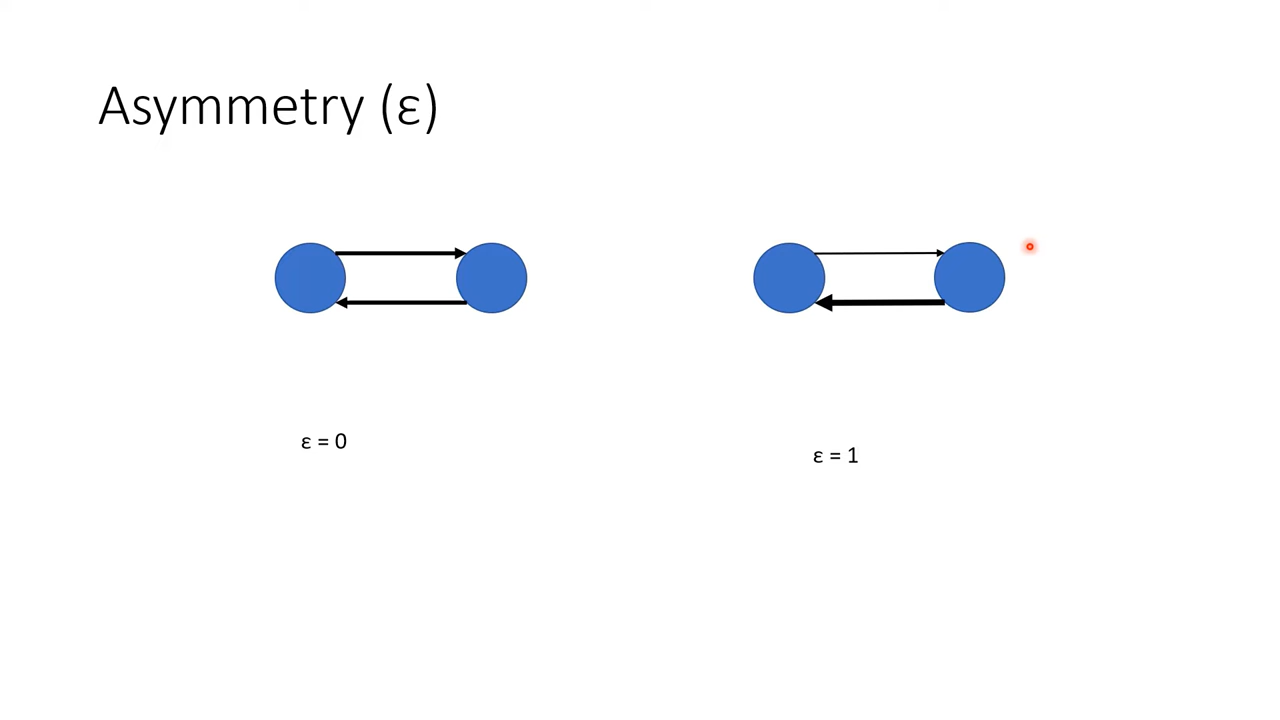 Asymmetry (ε)
ε = 0
ε = 1